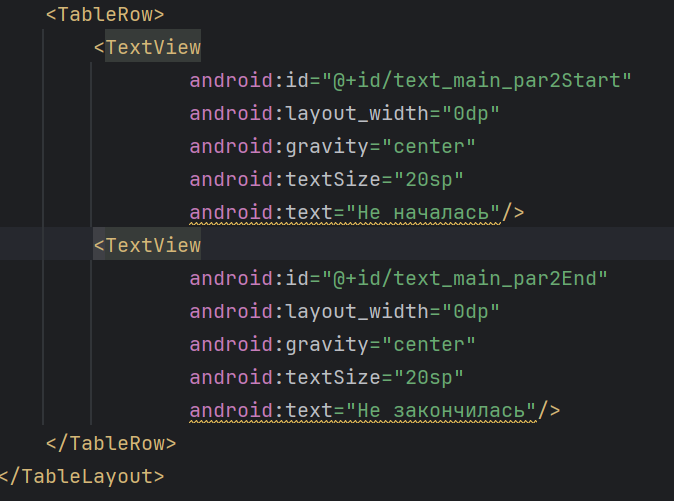 <TableRow>
<TextView
android:id="@+id/text_main_par2Start"
android:layout_width="0dp"
android:gravity="center"
android:textSize="20sp"
android:text="Не началась"/>
<TextView
android:id="@+id/text_main_par2End"
android:layout_width="0dp"
android:gravity="center"
android:textSize="20sp"
android:text="Не закончилась"/>
</TableRow>
</TableLayout>